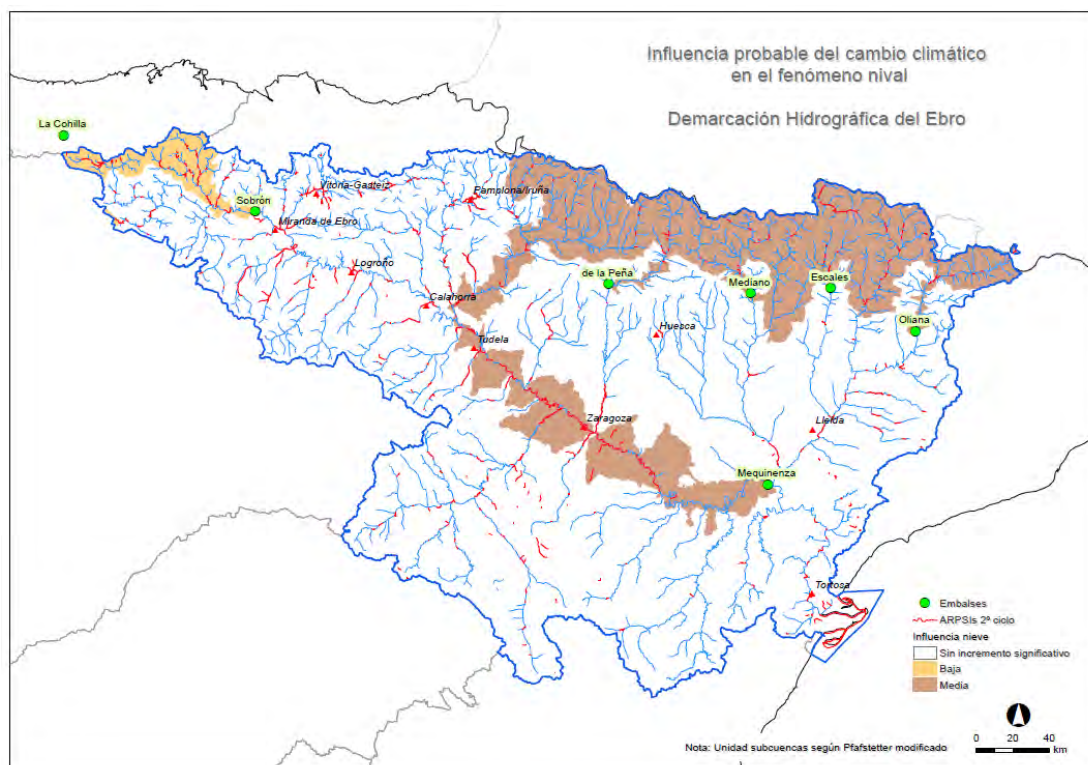 Influencia probable del cambio climático
en el fenómeno nival
Demarcación Hidrográfica del Ebro
La Cohilla
Vitoria-Gasteiz
Pamplona/Iruña
Sobrón
Miranda de Ebro
Logroño
de la Peña
Mediano
Escales
Calahorra
Oliana
Huesca
Tudela
Zaragoza
Lleida
Mequinenza
Tortosa
Embalses
ARPSIs 2º ciclo
Influencia nieve
Sin incremento significativo
Baja
Media
Nota: Unidad subcuencas según Pfafstetter modificado
0 20 40
km